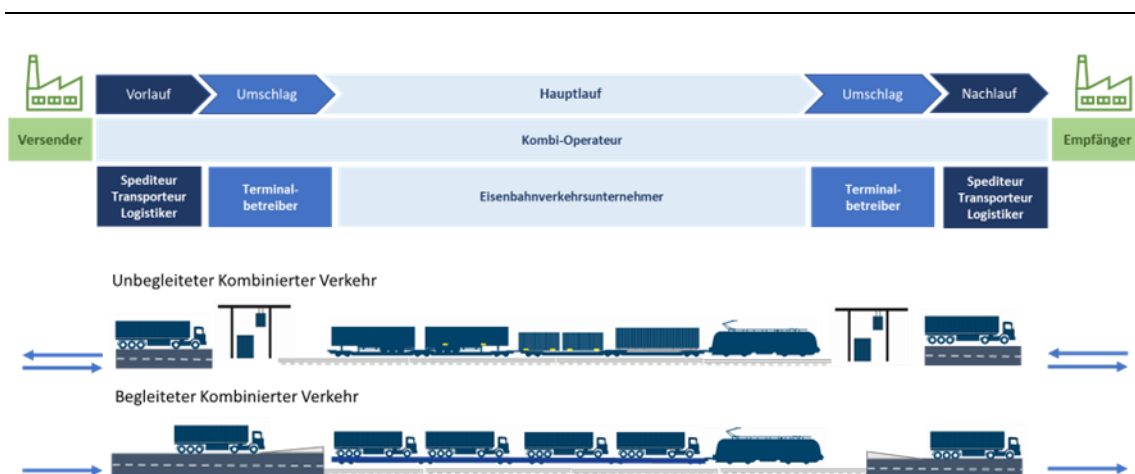 Vorlauf Umschlag Hauptlauf Umschlag Nachlauf
Versender Kombi-Operateur Empfänger
Spediteur
Transporteur
Logistiker
Terminal-
betreiber
Eisenbahnverkehrsunternehmer
Terminal-
betreiber
Spediteur
Transporteur
Logistiker
Unbegleiteter Kombinierter Verkehr
Begleiteter Kombinierter Verkehr